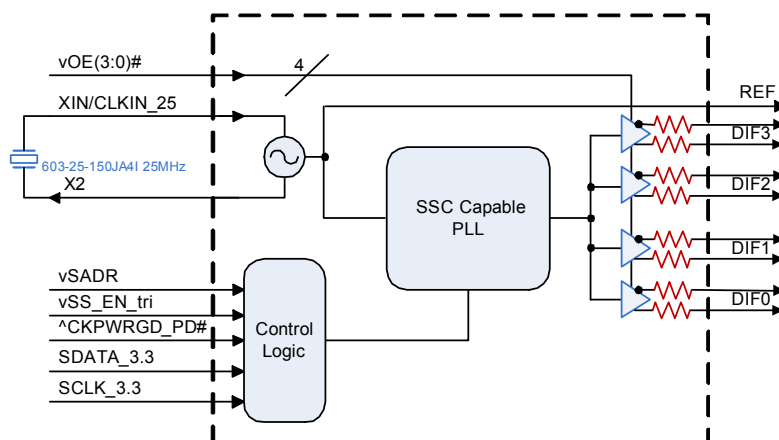 vOE(3:0)#
4
XIN/CLKIN_25
REF
603-25-150JA4I 25MHz
X2
DIF3
DIF2
DIF1
DIF0
SSC Capable
PLL
vSADR
vSS_EN_tri
^CKPWRGD_PD#
SDATA_3.3
SCLK_3.3
Control
Logic